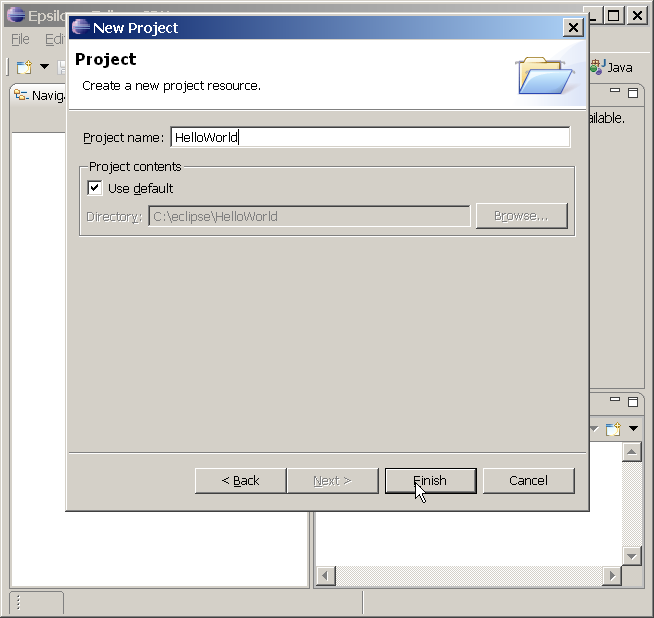 Epsilo
New Project
File Edi
Project
Create a new project resource.
Java
Naviga
Project name: HelloWorld
ailable.
Project contents
Use default
Directory: C:\eclipse\HelloWorld Browse...
< Back Next > Finish Cancel